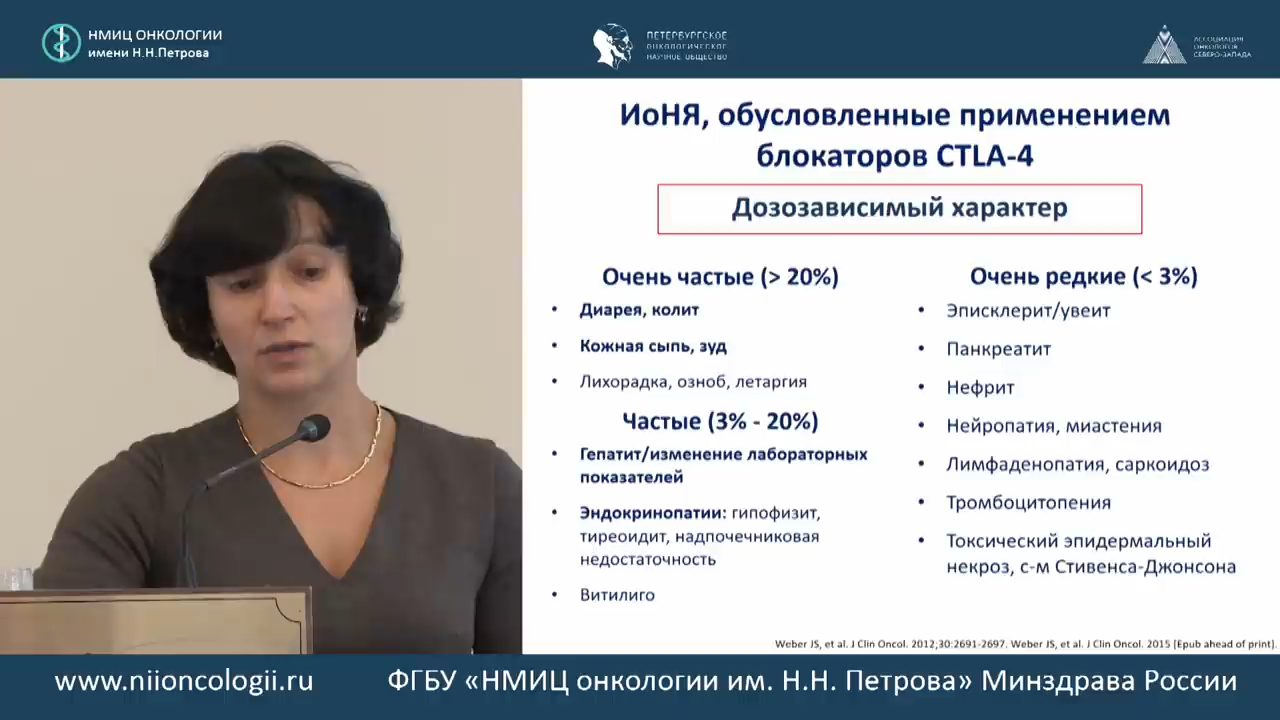 НМИЦ ОНКОЛОГИИ
имени Н.Н.Петрова
ПЕТЕРБУРГСКОЕ
ОНКОЛОГИЧЕСКОЕ
НАУЧНОЕ ОБЩЕСТВО
АССОЦИАЦИЯ
ОНКОЛОГОВ
СЕВЕРО-ЗАПАДА
ИоНЯ, обусловленные применением
блокаторов CTLA-4
Дозозависимый характер
Очень частые (> 20%)
• Диарея, колит
• Кожная сыпь, зуд
• Лихорадка, озноб, летаргия
Частые (3% - 20%)
• Гепатит/изменение лабораторных
показателей
• Эндокринопатии: гипофизит,
тиреоидит, надпочечниковая
недостаточность
• Витилиго
Очень редкие (< 3%)
• Эписклерит/увеит
• Панкреатит
• Нефрит
• Нейропатия, миастения
• Лимфаденопатия, саркоидоз
• Тромбоцитопения
• Токсический эпидермальный
некроз, с-м Стивенса-Джонсона
Weber JS, et al. J Clin Oncol. 2012;30:2691-2697. Weber JS, et al. J Clin Oncol. 2015 [Epub ahead of print].
www.niioncologii.ru
ФГБУ «НМИЦ онкологии им. Н.Н. Петрова» Минздрава России